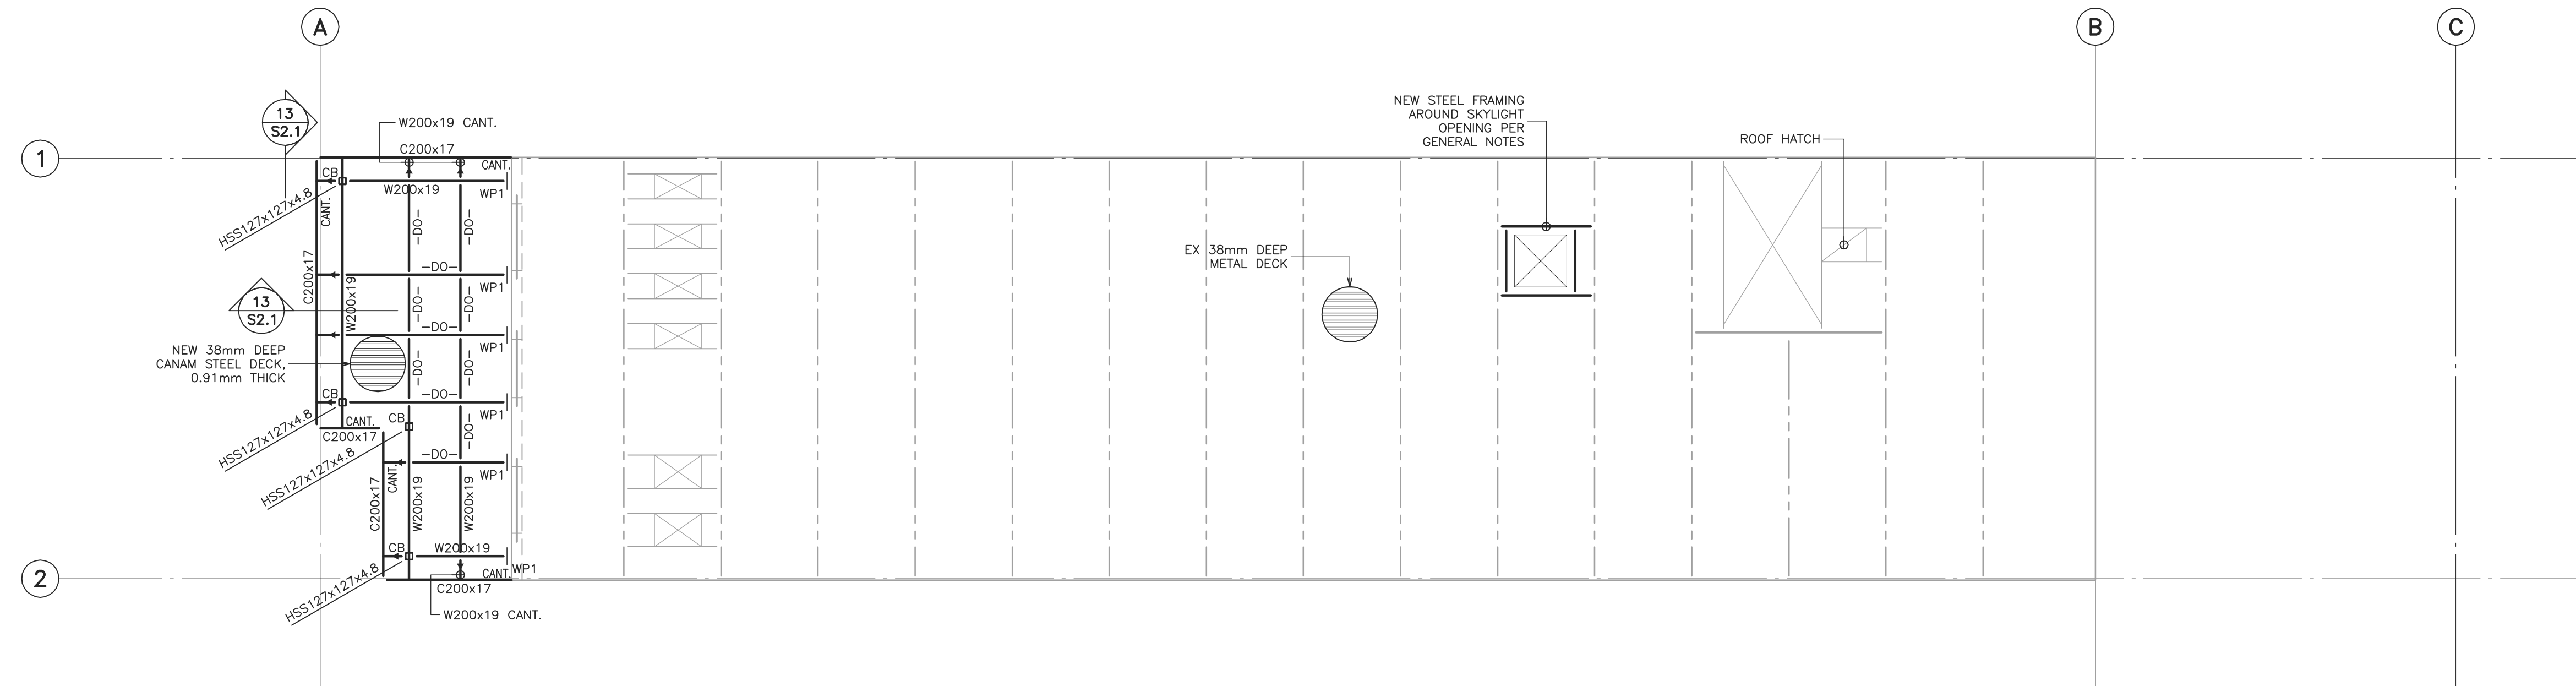 A
B
C
13
S2.1
W200x19 CANT.
NEW STEEL FRAMING
AROUND SKYLIGHT
OPENING PER
GENERAL NOTES
ROOF HATCH
1
C200x17
CANT.
CB
W200x19
WP1
HSS127x127x4.8
CANT.
-DO-
-DO-
C200x17
-DO-
WP1
EX 38mm DEEP
METAL DECK
W200x19
13
S2.1
-DO-
-DO-
-DO-
WP1
NEW 38mm DEEP
CANAM STEEL DECK,
0.91mm THICK
-DO-
-DO-
CB
-DO-
WP1
HSS127x127x4.8
CANT.
CB
C200x17
-DO-
HSS127x127x4.8
-DO-
WP1
CANT.
C200x17
W200x19
W200x19
CB
W200x19
WP1
HSS127x127x4.8
2
CANT.
C200x17
W200x19 CANT.